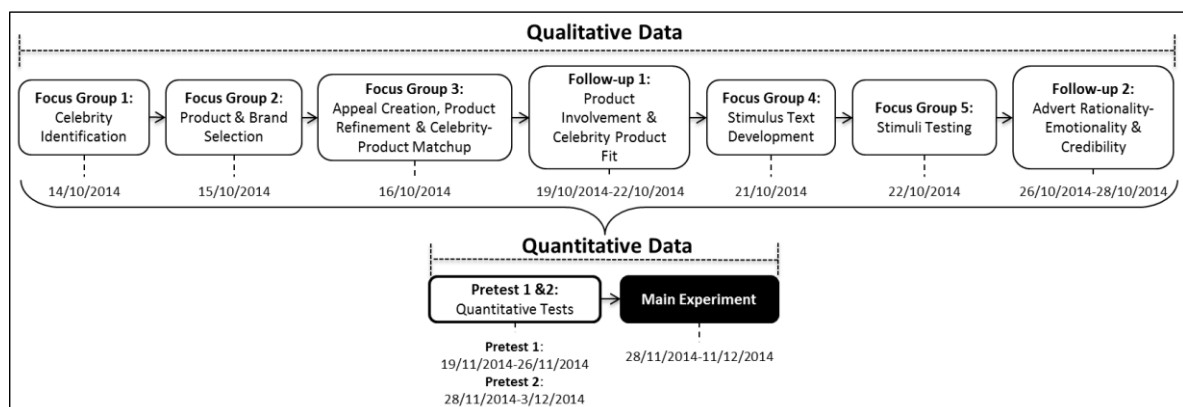 Qualitative Data
Focus Group 1:
Celebrity
Identification
14/10/2014
Focus Group 2:
Product & Brand
Selection
15/10/2014
Focus Group 3:
Appeal Creation, Product
Refinement & Celebrity-
Product Matchup
16/10/2014
Follow-up 1:
Product
Involvement &
Celebrity Product
Fit
19/10/2014-22/10/2014
Focus Group 4:
Stimulus Text
Development
21/10/2014
Focus Group 5:
Stimuli Testing
22/10/2014
Follow-up 2:
Advert Rationality-
Emotionality &
Credibility
26/10/2014-28/10/2014
Quantitative Data
Pretest 1 &2:
Quantitative Tests
Pretest 1:
19/11/2014-26/11/2014
Pretest 2:
28/11/2014-3/12/2014
Main Experiment
28/11/2014-11/12/2014